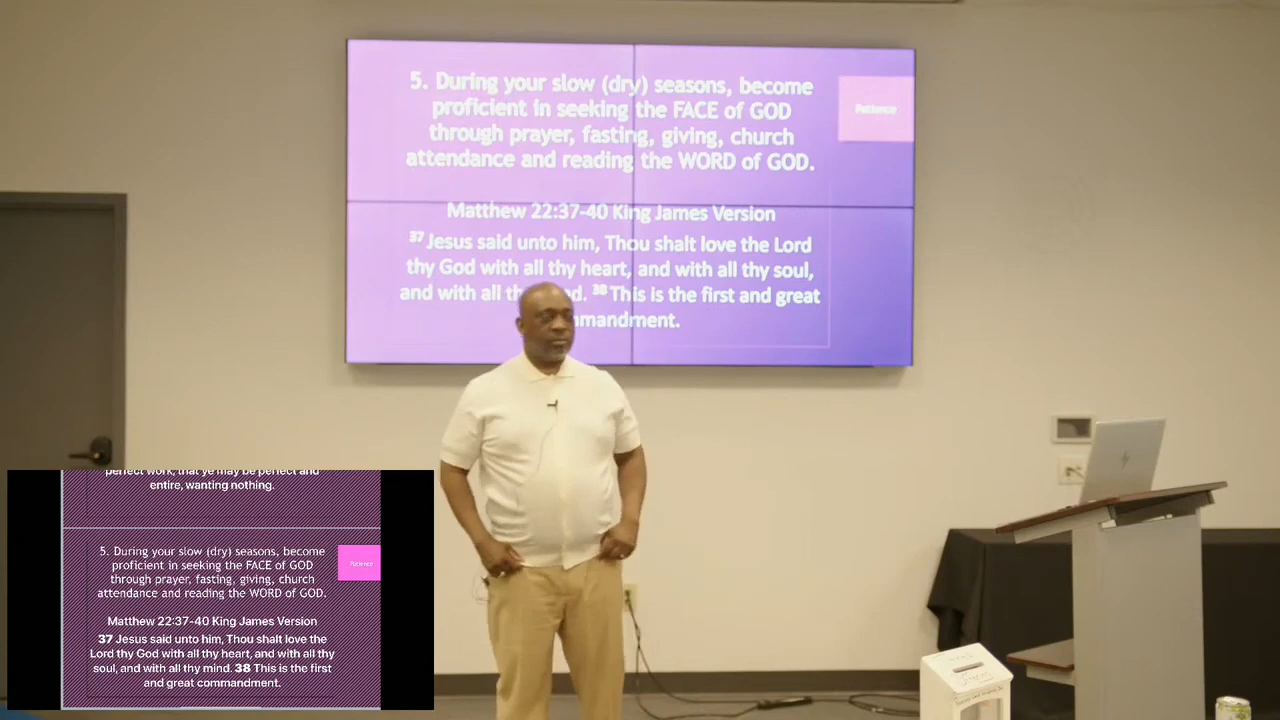 5. During your slow (dry) seasons, become
proficient in seeking the FACE of GOD
through prayer, fasting, giving, church
attendance and reading the WORD of GOD.
Patience
Matthew 22:37-40 King James Version
37 Jesus said unto him, Thou shalt love the Lord
thy God with all thy heart, and with all thy soul,
and with all th nd. 38 This is the first and great
mmandment.
perfect work, that ye may be perfect and
entire, wanting nothing.
5. During your slow (dry) seasons, become
proficient in seeking the FACE of GOD
through prayer, fasting, giving, church
attendance and reading the WORD of GOD.
Patience
Matthew 22:37-40 King James Version
37 Jesus said unto him, Thou shalt love the
Lord thy God with all thy heart, and with all thy
soul, and with all thy mind. 38 This is the first
and great commandment.